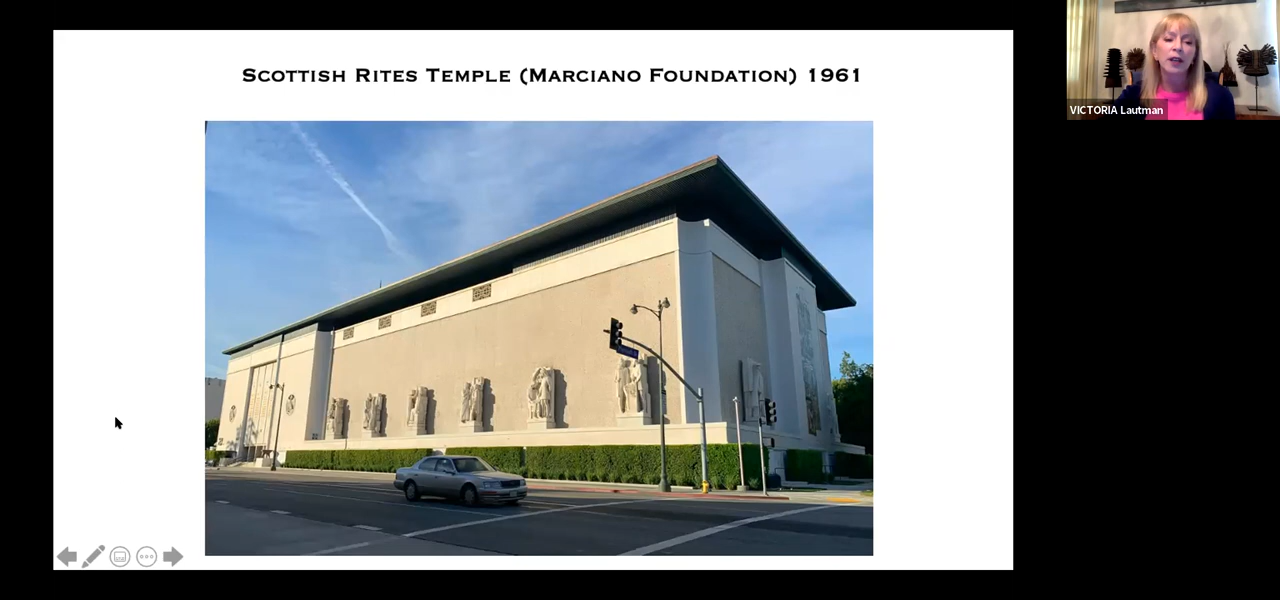 SCOTTISH RITES TEMPLE (MARCIANO FOUNDATION) 1961
VICTORIA Lautman